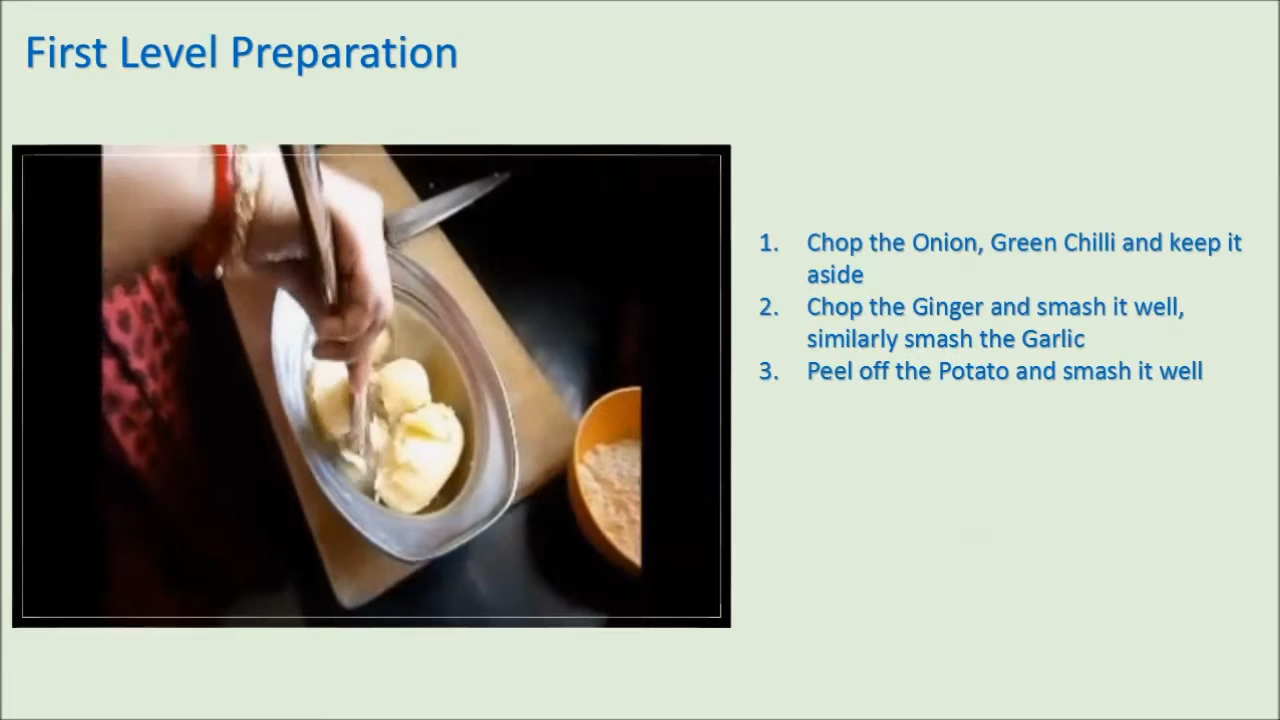 First Level Preparation
1. Chop the Onion, Green Chilli and keep it
aside
2. Chop the Ginger and smash it well,
similarly smash the Garlic
3. Peel off the Potato and smash it well